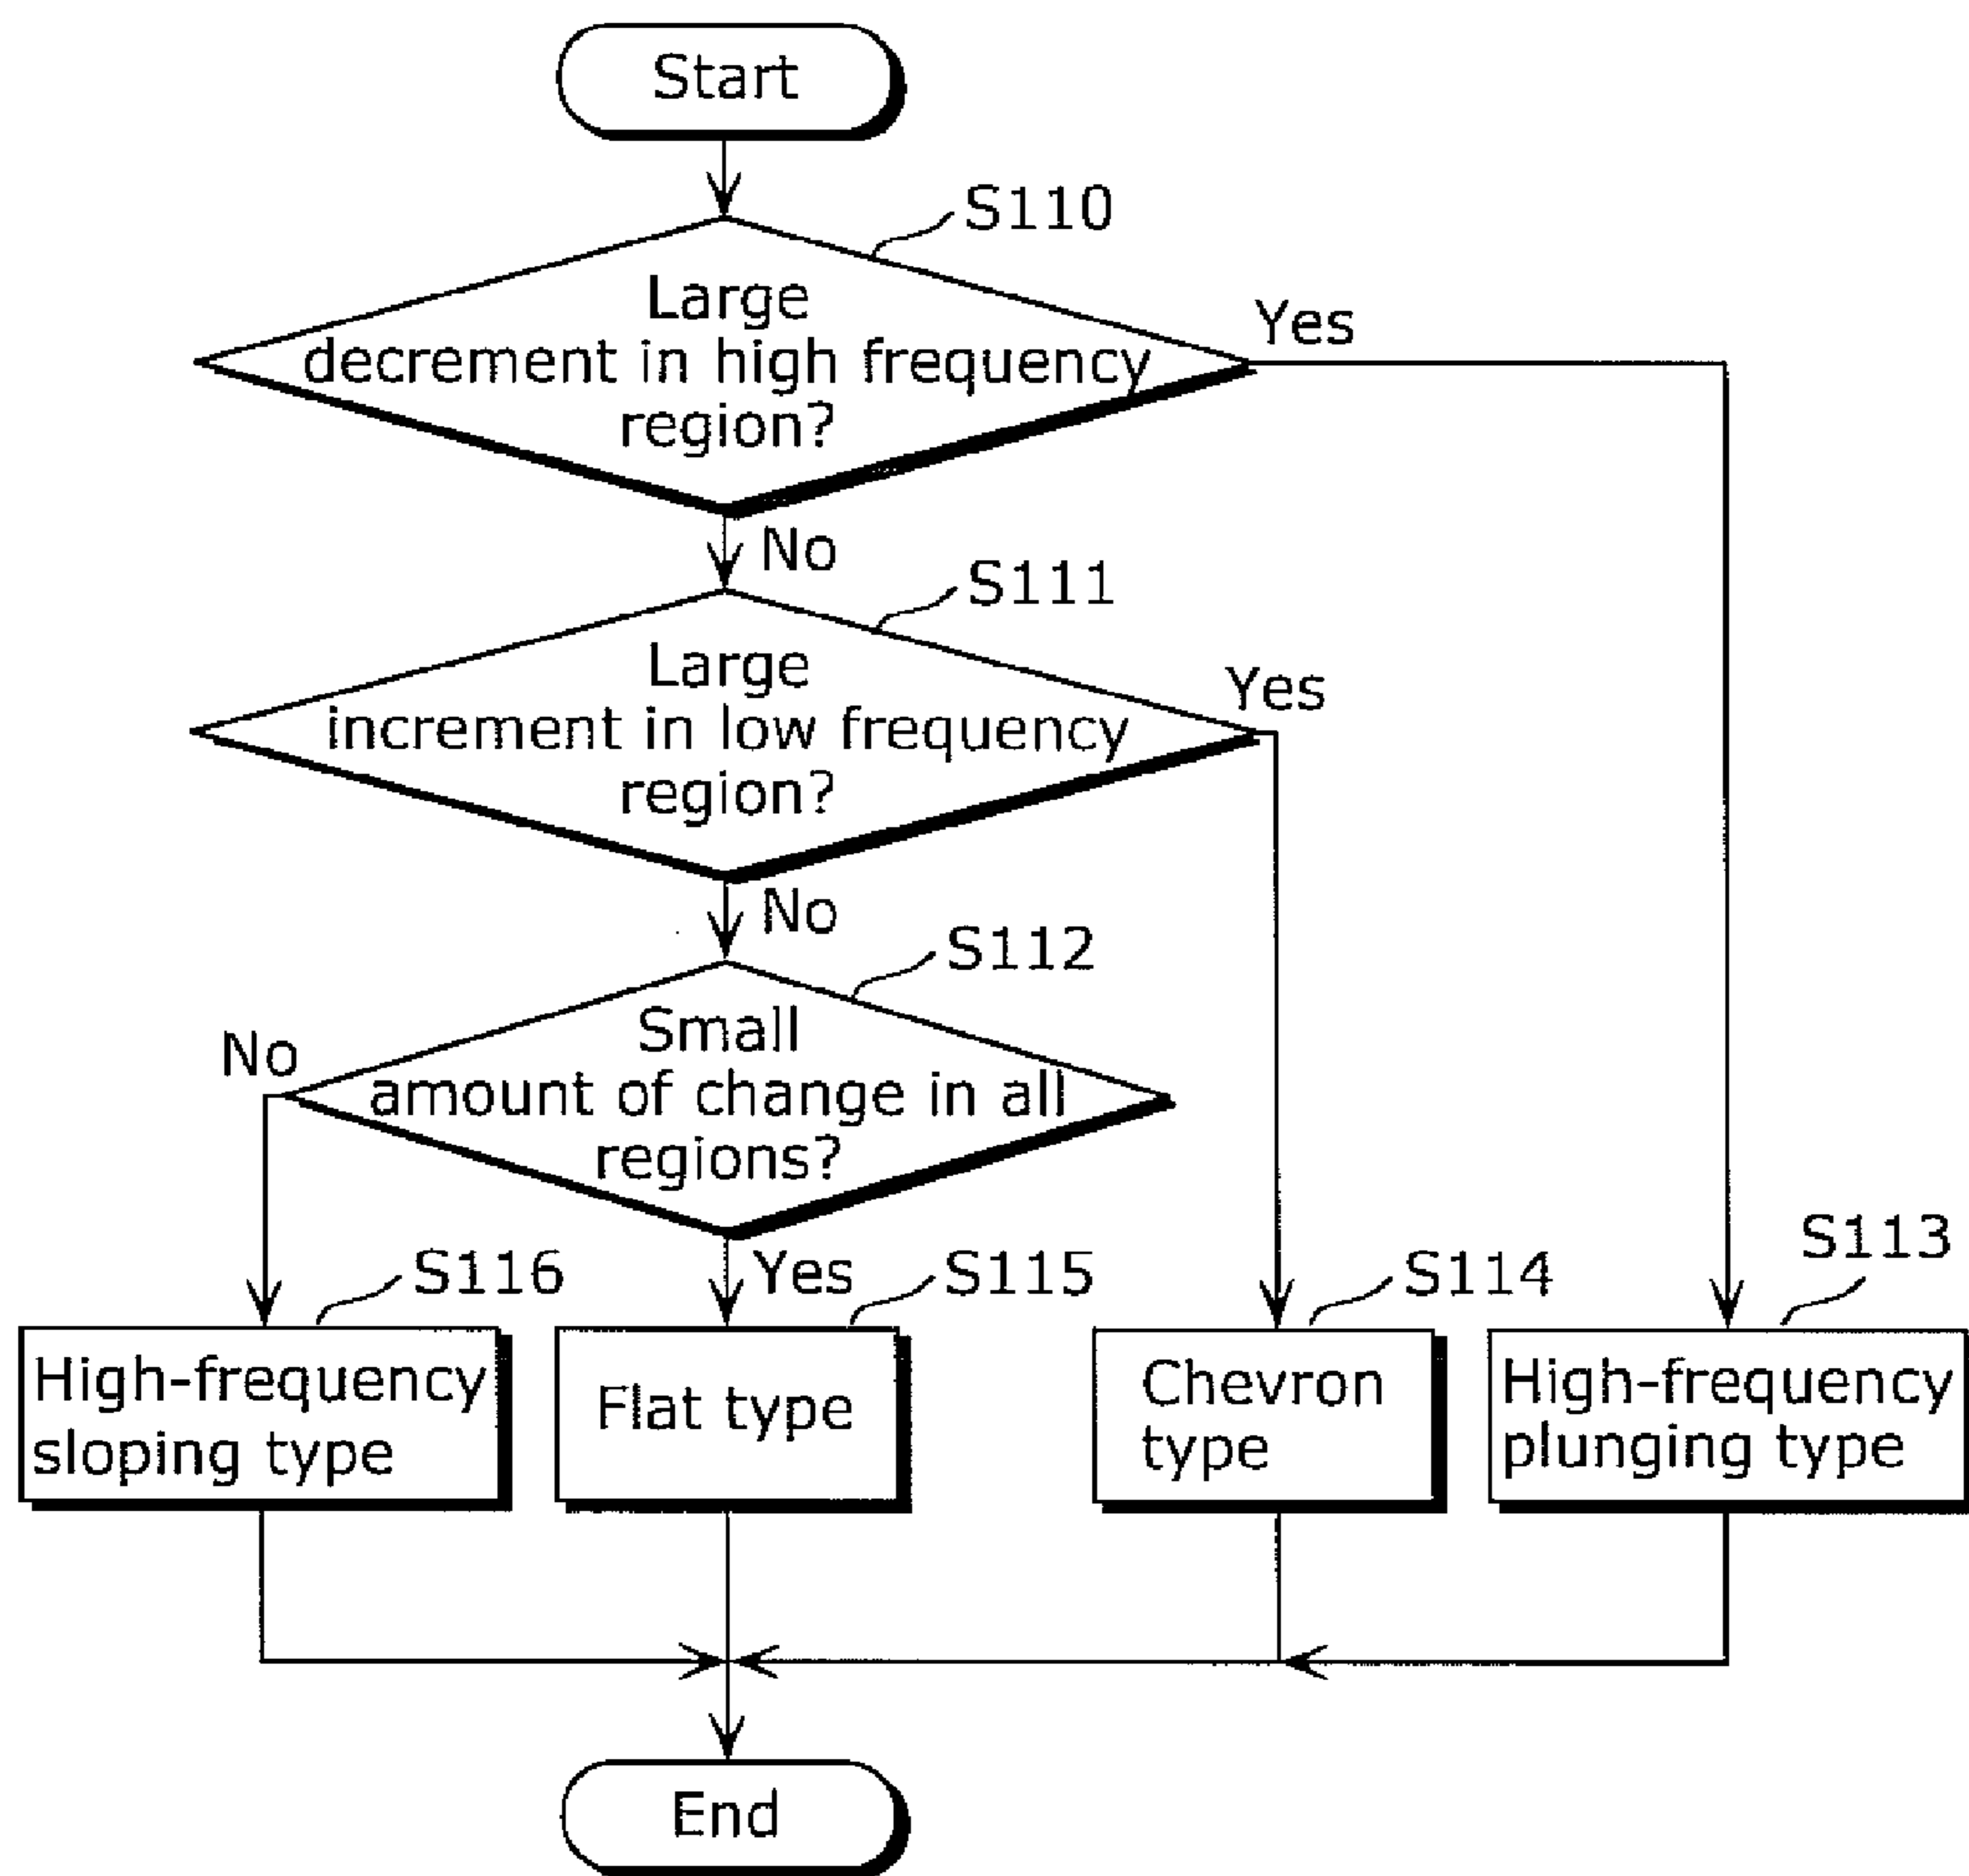 Start
S110
Large
decrement in high frequency
region?
Yes
No
S111
Large
increment in low frequency
region?
Yes
No
S112
Small
amount of change in all
regions?
No
Yes
S116
S115
S114
S113
High-frequency
sloping type
Flat type
Chevron
type
High-frequency
plunging type
End